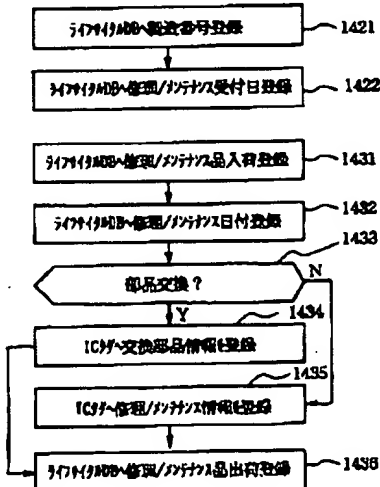 ライフサイクルDBへ製造番号登録
1421
ライフサイクルDBへ修理/メンテナンス受付日登録
1422
ライフサイクルDBへ修理/メンテナンス品入荷登録
1431
ライフサイクルDBへ修理/メンテナンス日付登録
1432
1433
部品交換?
N
Y
1434
ICタグへ交換部品情報を登録
1435
ICタグへ修理/メンテナンス情報を登録
ライフサイクルDBへ修理/メンテナンス品出荷登録
1436